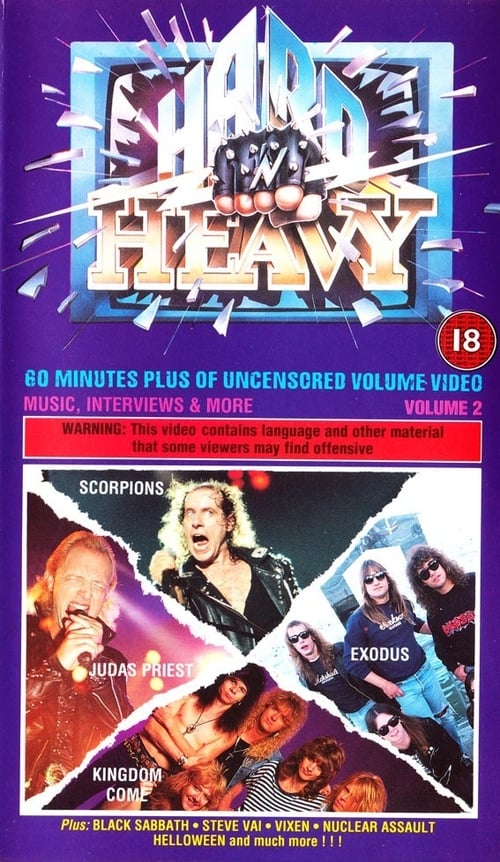 HARD
N
HEAVY
18
60 MINUTES PLUS OF UNCENSORED VOLUME VIDEO
MUSIC, INTERVIEWS & MORE
VOLUME 2
WARNING: This video contains language and other material
that some viewers may find offensive
SCORPIONS
JUDAS PRIEST
EXODUS
KINGDOM
COME
Plus: BLACK SABBATH • STEVE VAI • VIXEN • NUCLEAR ASSAULT
HELLOWEEN and much more ! ! !